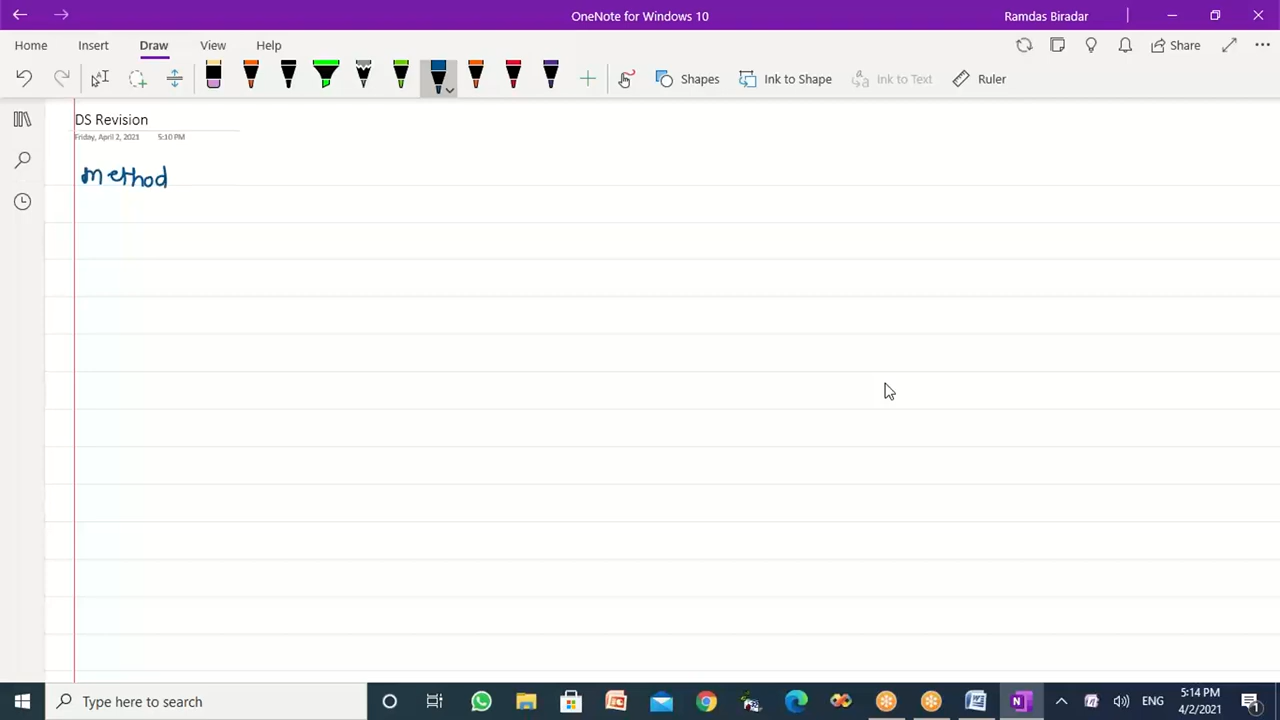 OneNote for Windows 10
Ramdas Biradar
Home Insert Draw View Help
Share
Shapes Ink to Shape Ink to Text Ruler
DS Revision
Friday, April 2, 2021 5:10 PM
method
Type here to search
ENG
5:14 PM
4/2/2021
1